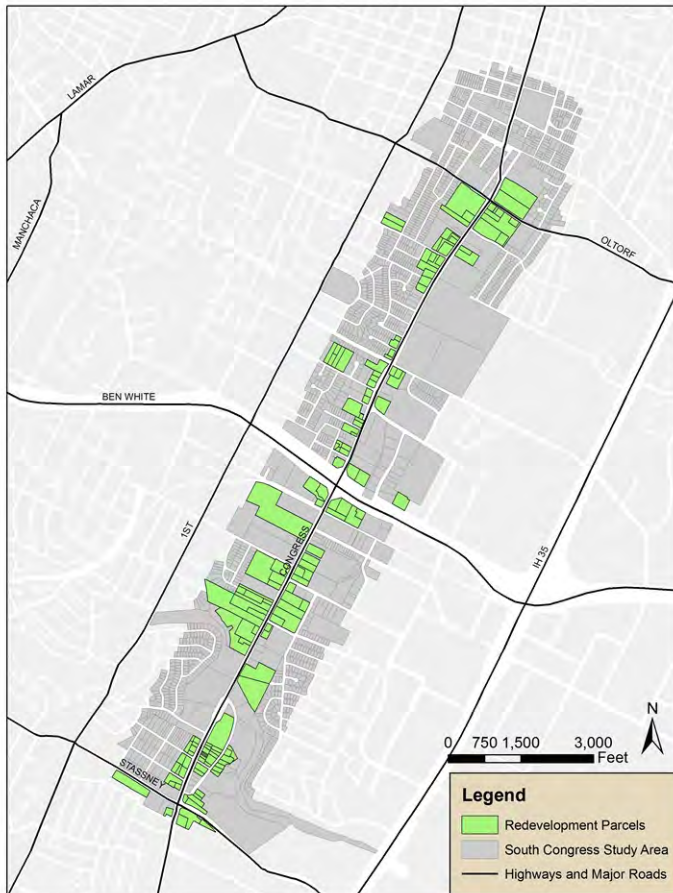 LAMAR
MANCHACA
OLTORF
BEN WHITE
1ST
CONGRESS
IH 35
STASSNEY
N
0 750 1,500 3,000
Feet
Legend
Redevelopment Parcels
South Congress Study Area
Highways and Major Roads